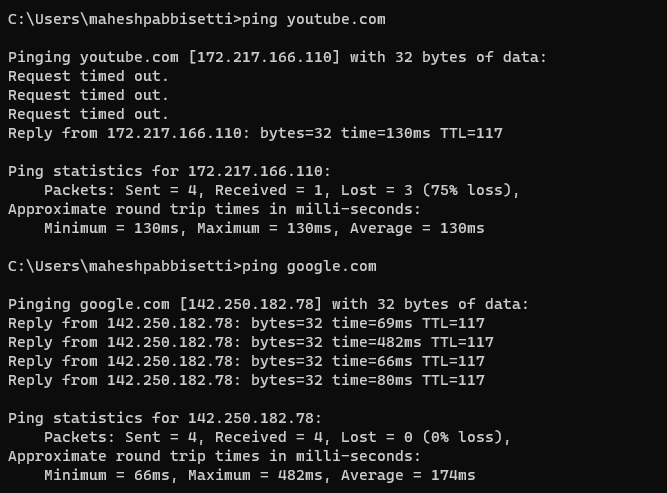 C:\Users\maheshpabbisetti>ping youtube.com
Pinging youtube.com [172.217.166.110] with 32 bytes of data:
Request timed out.
Request timed out.
Request timed out.
Reply from 172.217.166.110: bytes=32 time=130ms TTL=117
Ping statistics for 172.217.166.110:
    Packets: Sent = 4, Received = 1, Lost = 3 (75% loss),
Approximate round trip times in milli-seconds:
    Minimum = 130ms, Maximum = 130ms, Average = 130ms
C:\Users\maheshpabbisetti>ping google.com
Pinging google.com [142.250.182.78] with 32 bytes of data:
Reply from 142.250.182.78: bytes=32 time=69ms TTL=117
Reply from 142.250.182.78: bytes=32 time=482ms TTL=117
Reply from 142.250.182.78: bytes=32 time=66ms TTL=117
Reply from 142.250.182.78: bytes=32 time=80ms TTL=117
Ping statistics for 142.250.182.78:
    Packets: Sent = 4, Received = 4, Lost = 0 (0% loss),
Approximate round trip times in milli-seconds:
    Minimum = 66ms, Maximum = 482ms, Average = 174ms